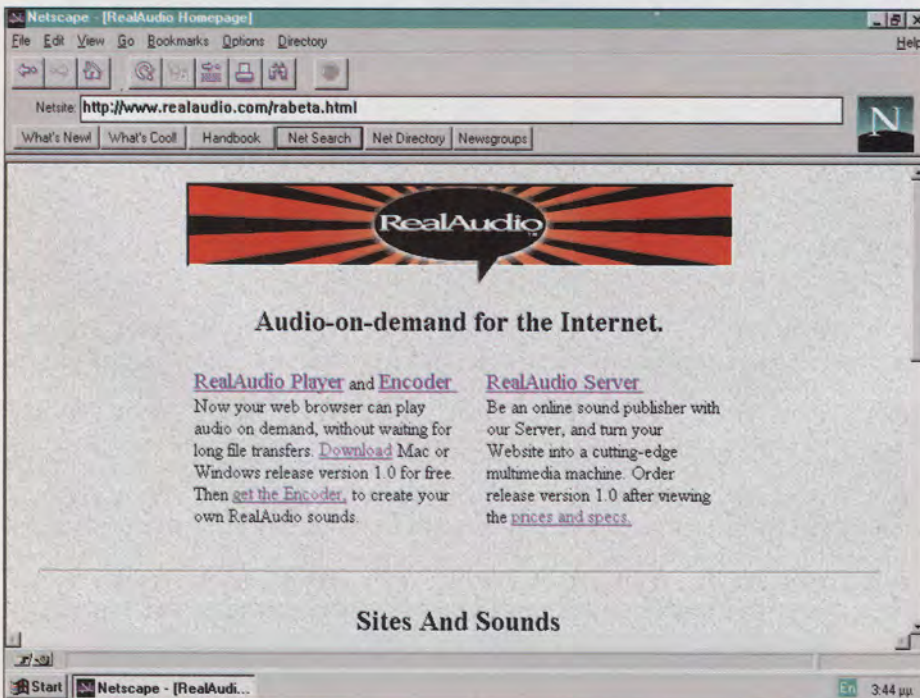 Netscape - [RealAudio Homepage]
File Edit View Go Bookmarks Options Directory
Help
Netsite: http://www.realaudio.com/rabeta.html
What's New! What's Cool! Handbook Net Search Net Directory Newsgroups
N
RealAudio
Audio-on-demand for the Internet.
RealAudio Player and Encoder
Now your web browser can play
audio on demand, without waiting for
long file transfers. Download Mac or
Windows release version 1.0 for free.
Then get the Encoder, to create your
own RealAudio sounds.
RealAudio Server
Be an online sound publisher with
our Server, and turn your
Website into a cutting-edge
multimedia machine. Order
release version 1.0 after viewing
the prices and specs.
Sites And Sounds
Start Netscape - [RealAudi...
En 3:44 μμ